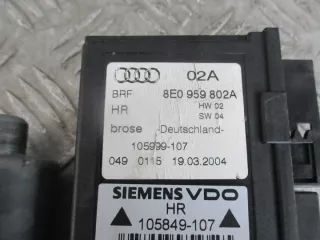 02A
BRF 8E0 959 802A
HR HW 02
SW 04
brose -Deutschland-
105999-107
049 0115 19.03.2004
SIEMENS VDO
HR
105849-107